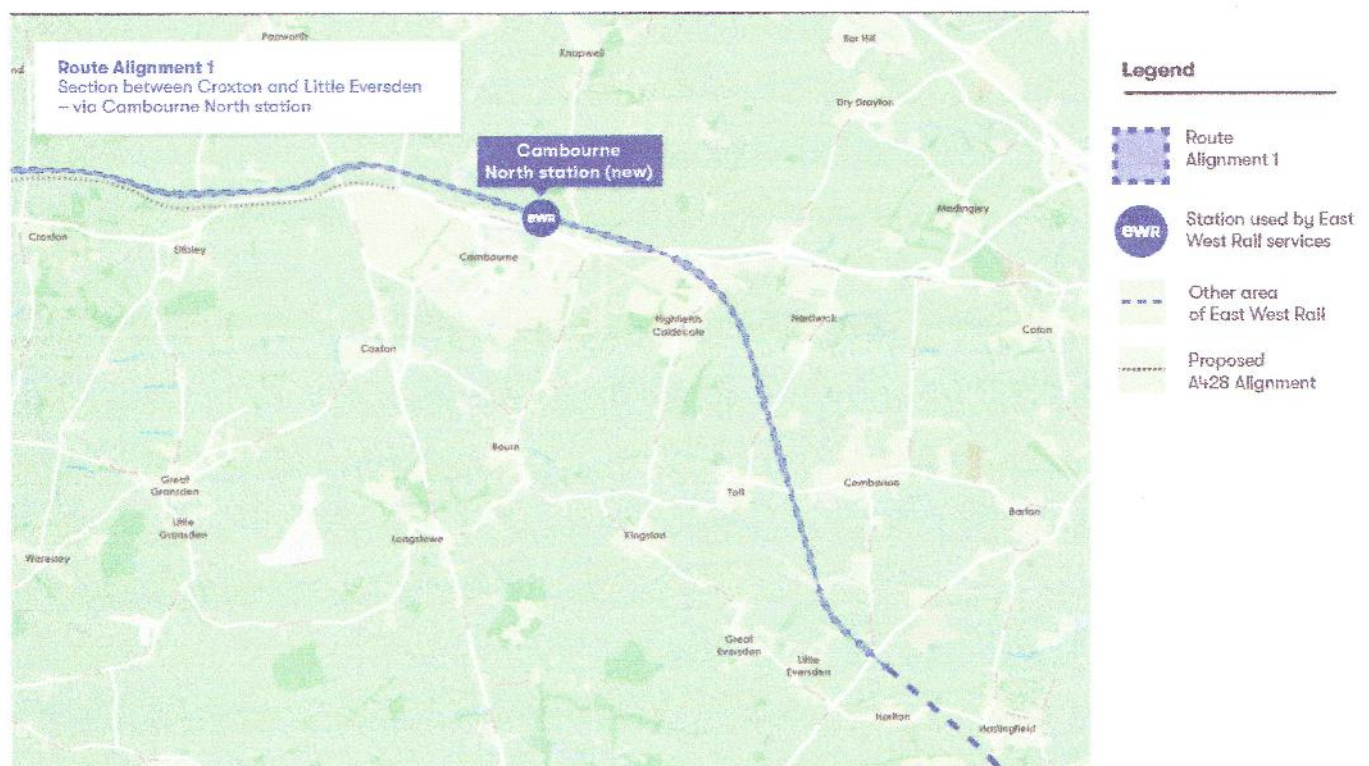 Papworth
Knapwell
Bar Hill
Route Alignment 1
Section between Croxton and Little Eversden
– via Cambourne North station
Dry Drayton
Cambourne
North station (new)
ewr
Madingley
Croxton
Eltisley
Cambourne
Highfields
Caldecote
Hardwick
Coton
Caxton
Bourn
Great
Gransden
Little
Gransden
Toft
Comberton
Barton
Waresley
Longstowe
Kingston
Great
Eversden
Little
Eversden
Harlton
Haslingfield
Legend
Route
Alignment 1
ewr
Station used by East
West Rail services
Other area
of East West Rail
Proposed
A428 Alignment